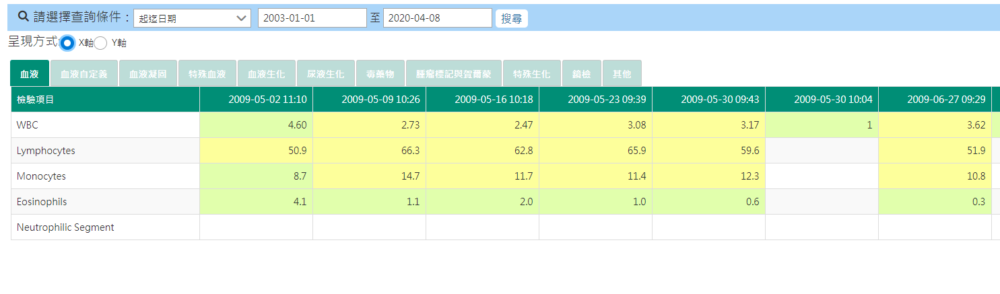 請選擇查詢條件： 起迄日期 2003-01-01 至 2020-04-08 搜尋
呈現方式: X軸 Y軸
血液 血液自定義 血液凝固 特殊血液 血液生化 尿液生化 毒藥物 腫瘤標記與賀爾蒙 特殊生化 鏡檢 其他
檢驗項目 2009-05-02 11:10 2009-05-09 10:26 2009-05-16 10:18 2009-05-23 09:39 2009-05-30 09:43 2009-05-30 10:04 2009-06-27 09:29
WBC 4.60 2.73 2.47 3.08 3.17 1 3.62
Lymphocytes 50.9 66.3 62.8 65.9 59.6 51.9
Monocytes 8.7 14.7 11.7 11.4 12.3 10.8
Eosinophils 4.1 1.1 2.0 1.0 0.6 0.3
Neutrophilic Segment